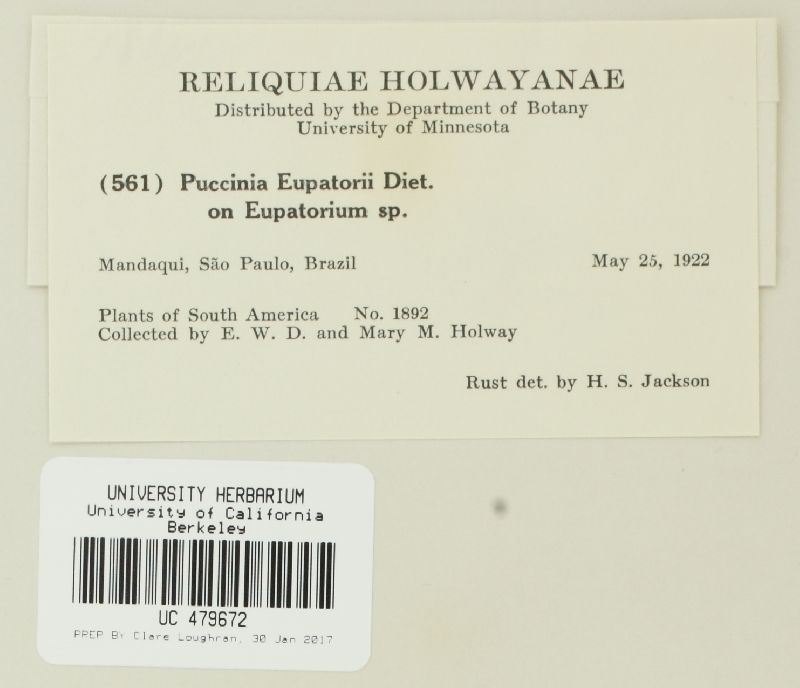 RELIQUIAE HOLWAYANAE
Distributed by the Department of Botany
University of Minnesota
(561) Puccinia Eupatorii Diet.
on Eupatorium sp.
Mandaqui, São Paulo, Brazil May 25, 1922
Plants of South America No. 1892
Collected by E. W. D. and Mary M. Holway
Rust det. by H. S. Jackson
UNIVERSITY HERBARIUM
University of California
Berkeley
UC 479672
PREP BY Clare Loughran, 30 Jan 2017